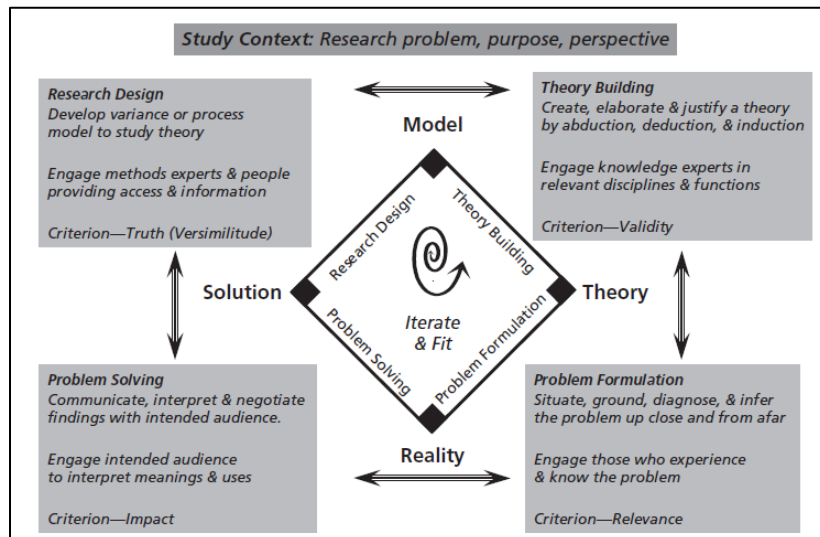 Study Context: Research problem, purpose, perspective
Research Design
Develop variance or process
model to study theory
Engage methods experts & people
providing access & information
Criterion—Truth (Versimilitude)
Theory Building
Create, elaborate & justify a theory
by abduction, deduction, & induction
Engage knowledge experts in
relevant disciplines & functions
Criterion—Validity
Model
Research Design
Theory Building
Solution
Theory
Iterate
& Fit
Problem Solving
Problem Formulation
Reality
Problem Solving
Communicate, interpret & negotiate
findings with intended audience.
Engage intended audience
to interpret meanings & uses
Criterion—Impact
Problem Formulation
Situate, ground, diagnose, & infer
the problem up close and from afar
Engage those who experience
& know the problem
Criterion—Relevance